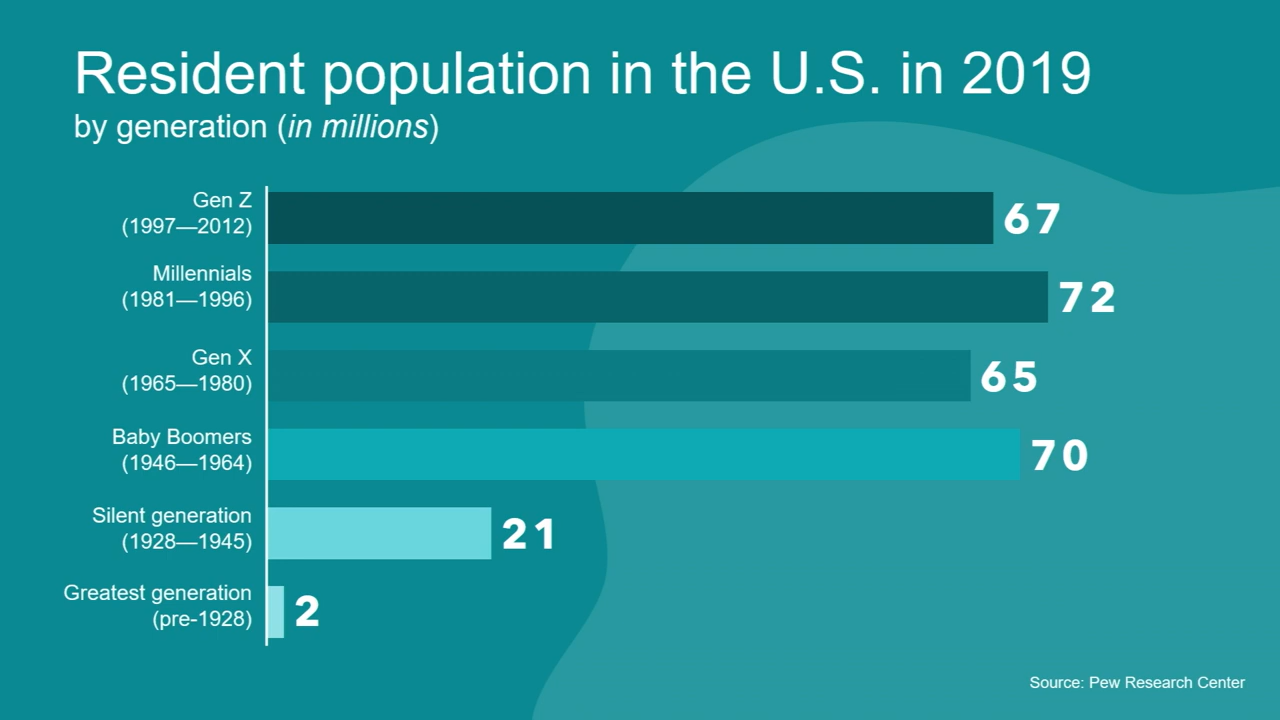 Resident population in the U.S. in 2019
by generation (in millions)
Gen Z
(1997—2012)
67
Millennials
(1981—1996)
72
Gen X
(1965—1980)
65
Baby Boomers
(1946—1964)
70
Silent generation
(1928—1945)
21
Greatest generation
(pre-1928)
2
Source: Pew Research Center